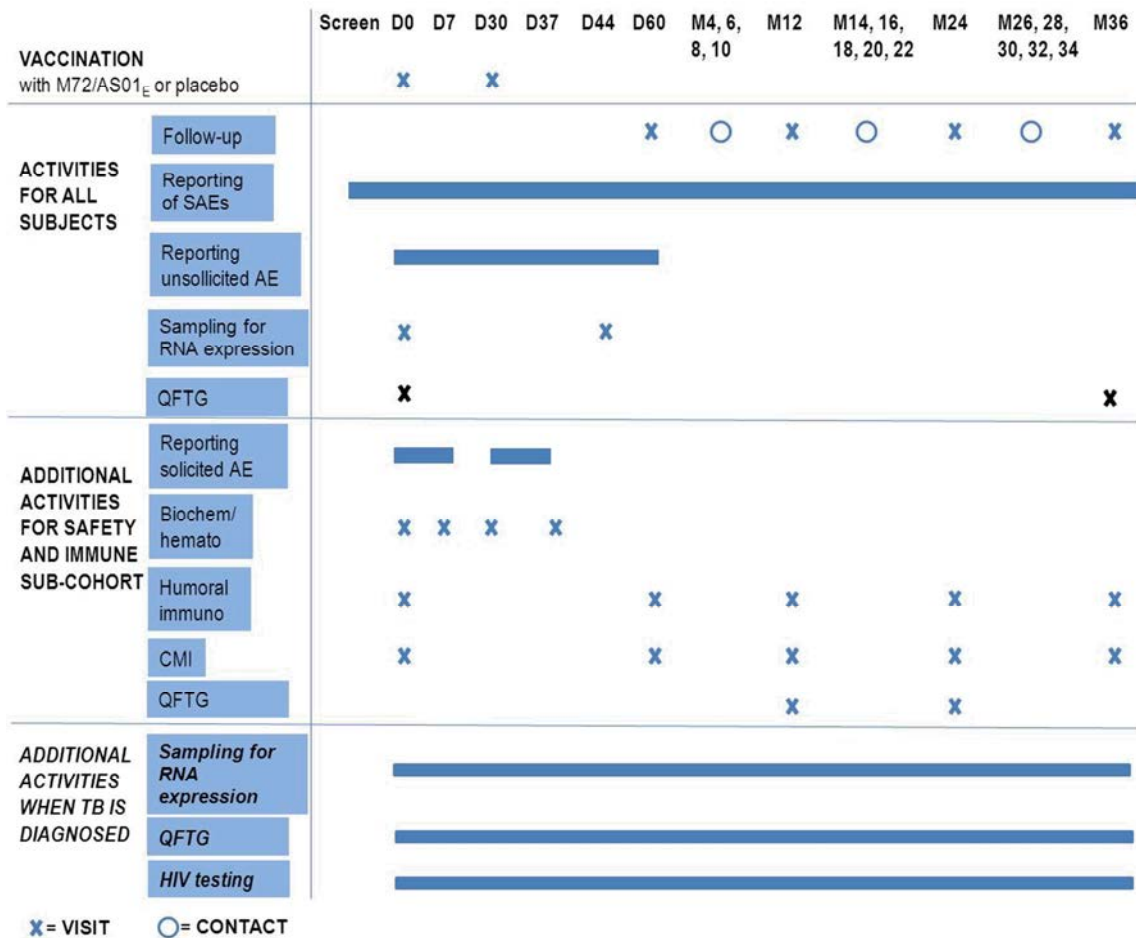 Screen D0 D7 D30 D37 D44 D60 M4, 6, M12 M14, 16, M24 M26, 28, M36
8, 10 18, 20, 22 30, 32, 34
VACCINATION
with M72/AS01E or placebo
x x
ACTIVITIES
FOR ALL
SUBJECTS
Follow-up
x x x x
Reporting
of SAEs
Reporting
unsollicited AE
Sampling for
RNA expression
x x
QFTG
x x
ADDITIONAL
ACTIVITIES
FOR SAFETY
AND IMMUNE
SUB-COHORT
Reporting
solicited AE
Biochem/
hemato
x x x x
Humoral
immuno
x x x x x
CMI
x x x x x
QFTG
x x
ADDITIONAL
ACTIVITIES
WHEN TB IS
DIAGNOSED
Sampling for
RNA
expression
QFTG
HIV testing
x = VISIT O = CONTACT